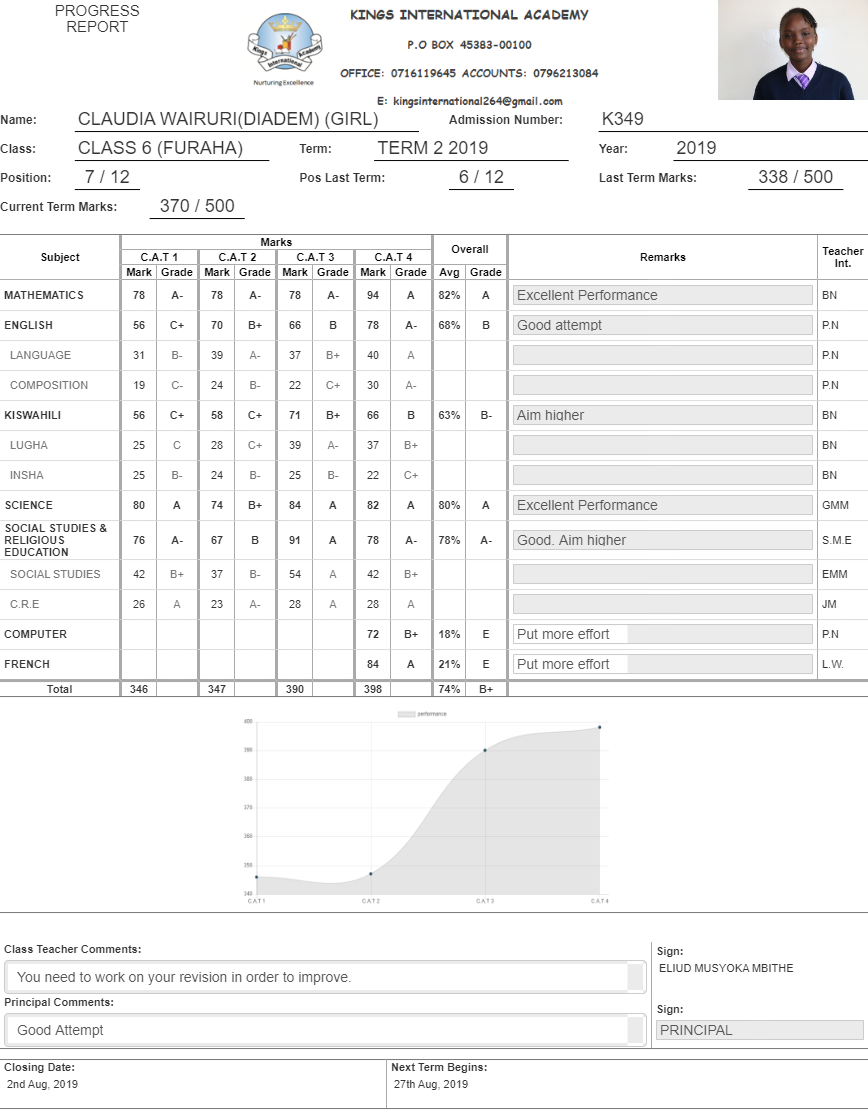 PROGRESS
REPORT
Kings International Academy
Nurturing Excellence
KINGS INTERNATIONAL ACADEMY
P.O BOX 45383-00100
OFFICE: 0716119645 ACCOUNTS: 0796213084
E: kingsinternational264@gmail.com
Name: CLAUDIA WAIRURI(DIADEM) (GIRL) Admission Number: K349
Class: CLASS 6 (FURAHA) Term: TERM 2 2019 Year: 2019
Position: 7 / 12 Pos Last Term: 6 / 12 Last Term Marks: 338 / 500
Current Term Marks: 370 / 500
Subject Marks Overall Remarks Teacher Int.
C.A.T 1 C.A.T 2 C.A.T 3 C.A.T 4
Mark Grade Mark Grade Mark Grade Mark Grade Avg Grade
MATHEMATICS 78 A- 78 A- 78 A- 94 A 82% A Excellent Performance BN
ENGLISH 56 C+ 70 B+ 66 B 78 A- 68% B Good attempt P.N
LANGUAGE 31 B- 39 A- 37 B+ 40 A P.N
COMPOSITION 19 C- 24 B- 22 C+ 30 A- P.N
KISWAHILI 56 C+ 58 C+ 71 B+ 66 B 63% B- Aim higher BN
LUGHA 25 C 28 C+ 39 A- 37 B+ BN
INSHA 25 B- 24 B- 25 B- 22 C+ BN
SCIENCE 80 A 74 B+ 84 A 82 A 80% A Excellent Performance GMM
SOCIAL STUDIES &
RELIGIOUS
EDUCATION 76 A- 67 B 91 A 78 A- 78% A- Good. Aim higher S.M.E
SOCIAL STUDIES 42 B+ 37 B- 54 A 42 B+ EMM
C.R.E 26 A 23 A- 28 A 28 A JM
COMPUTER 72 B+ 18% E Put more effort P.N
FRENCH 84 A 21% E Put more effort L.W.
Total 346 347 390 398 74% B+
performance
400
390
380
370
360
350
340
CAT1 CAT2 CAT3 CAT4
Class Teacher Comments:
You need to work on your revision in order to improve.
Sign:
ELIUD MUSYOKA MBITHE
Principal Comments:
Good Attempt
Sign:
PRINCIPAL
Closing Date:
2nd Aug, 2019
Next Term Begins:
27th Aug, 2019